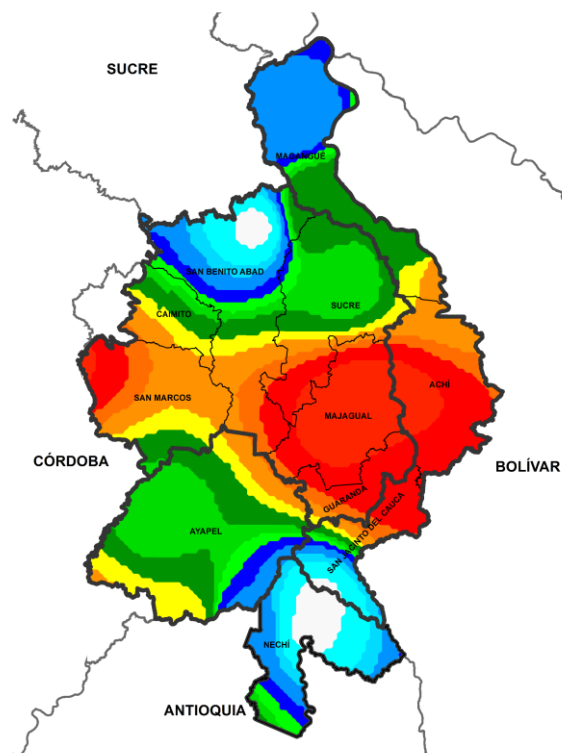 SUCRE
MAGANGUÉ
SAN BENITO ABAD
SUCRE
CAIMITO
ACHÍ
SAN MARCOS
MAJAGUAL
CÓRDOBA
BOLÍVAR
GUARANDA
SAN JACINTO DEL CAUCA
AYAPEL
NECHÍ
ANTIOQUIA